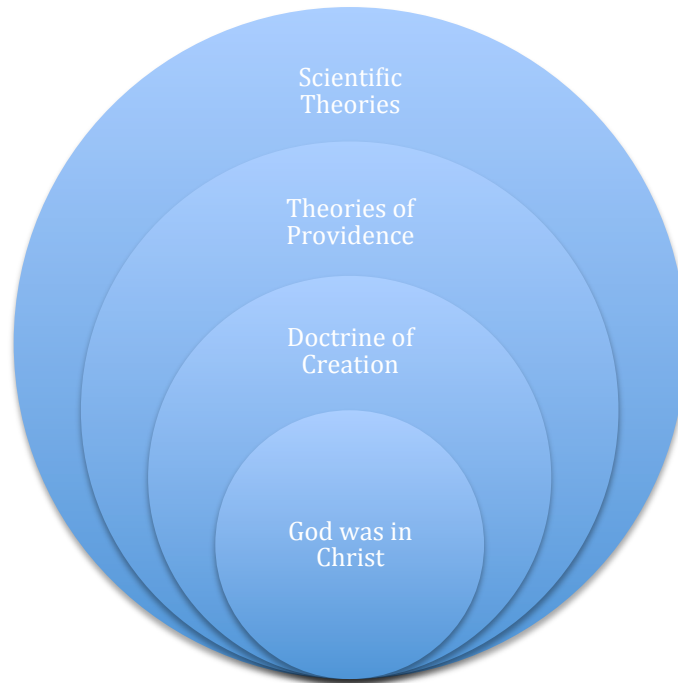 Scientific
Theories
Theories of
Providence
Doctrine of
Creation
God was in
Christ